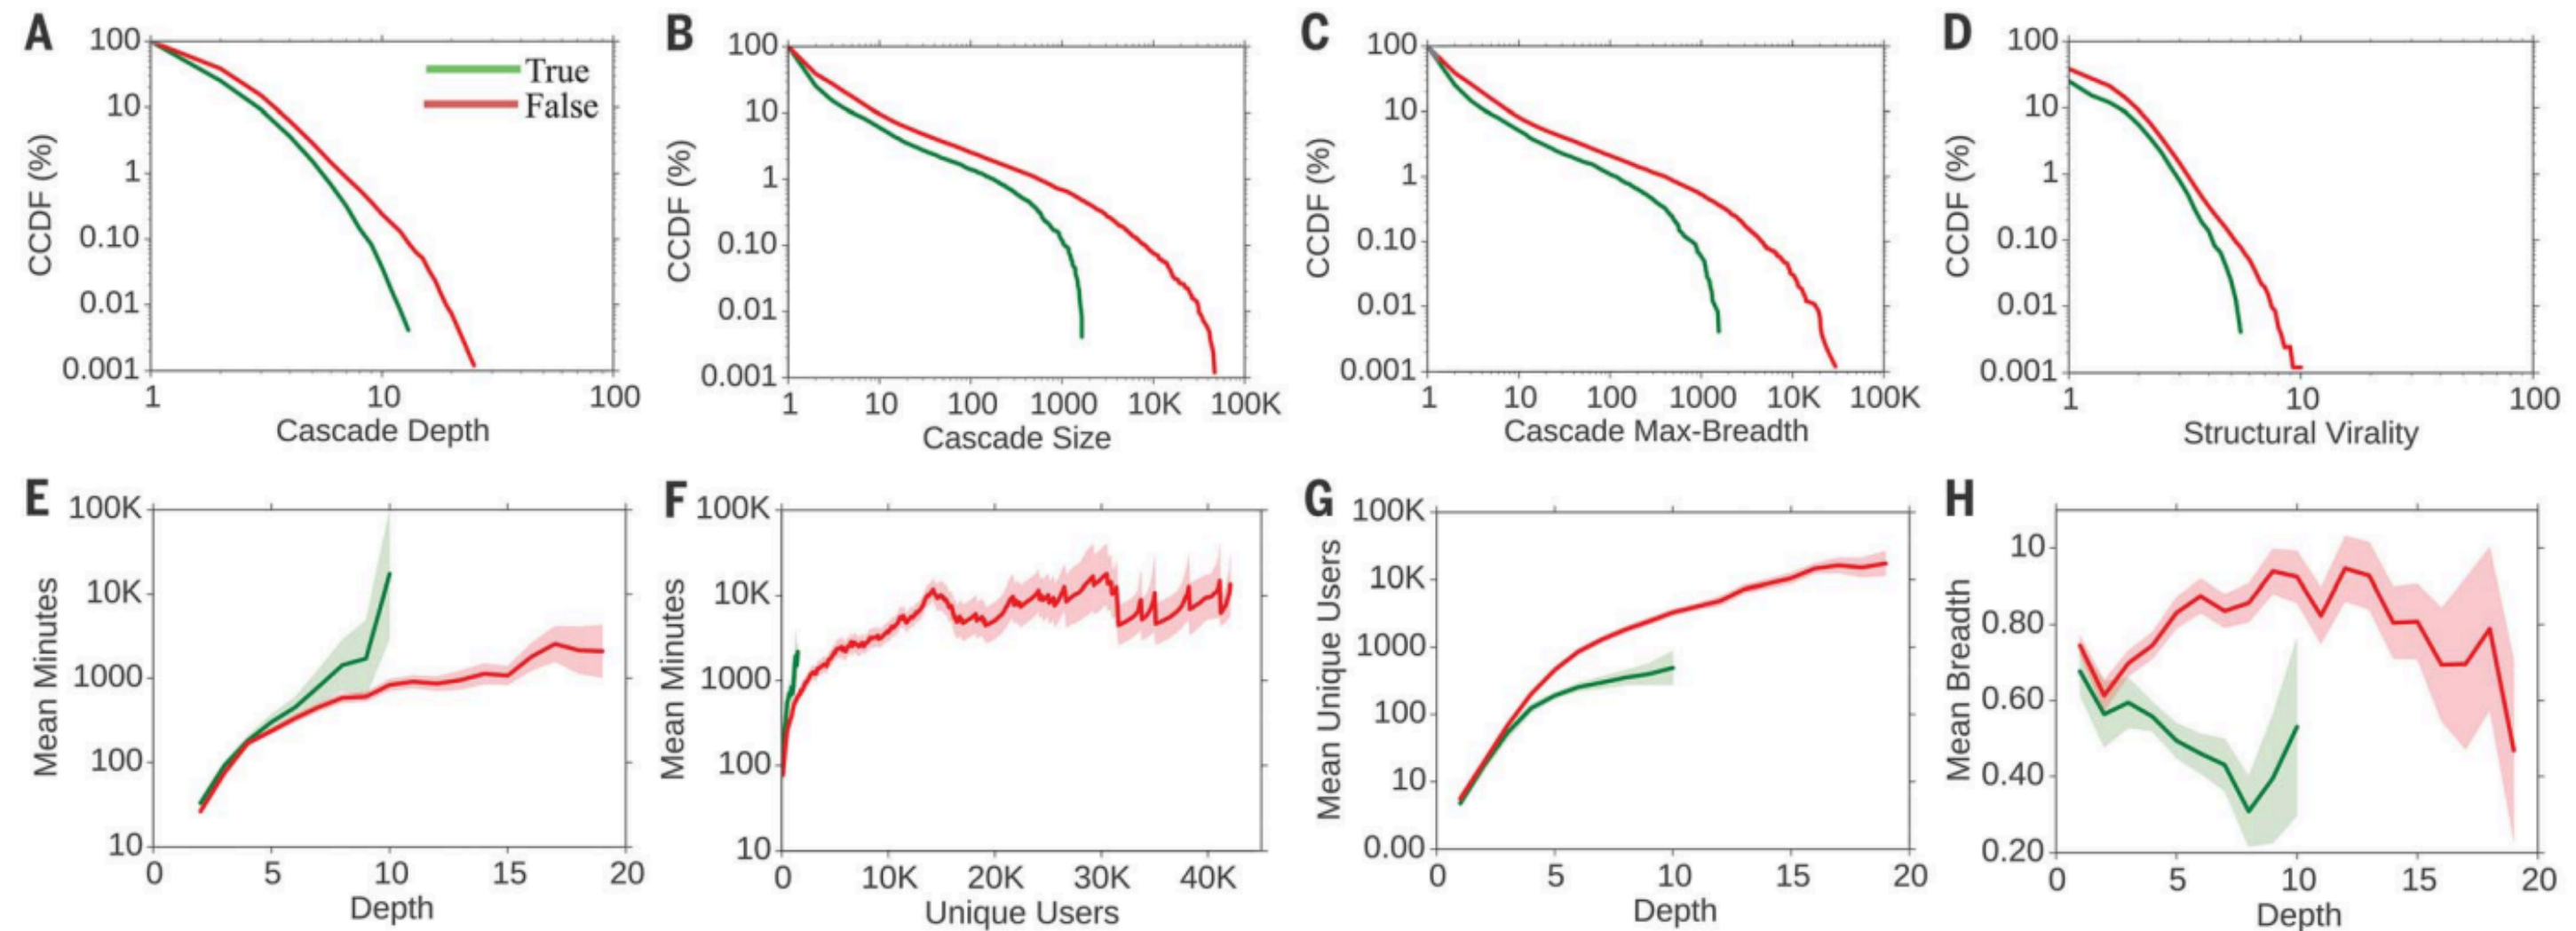 A
CCDF (%)
100
10
1
0.10
0.01
0.001
True
False
1 10 100
Cascade Depth
B
CCDF (%)
100
10
1
0.10
0.01
0.001
1 10 100 1000 10K 100K
Cascade Size
C
CCDF (%)
100
10
1
0.10
0.01
0.001
1 10 100 1000 10K 100K
Cascade Max-Breadth
D
CCDF (%)
100
10
1
0.10
0.01
0.001
1 10 100
Structural Virality
E
Mean Minutes
100K
10K
1000
100
10
0 5 10 15 20
Depth
F
Mean Minutes
100K
10K
1000
100
10
0 10K 20K 30K 40K
Unique Users
G
Mean Unique Users
100K
10K
1000
100
10
0.00
0 5 10 15 20
Depth
H
Mean Breadth
10
0.80
0.60
0.40
0.20
0 5 10 15 20
Depth